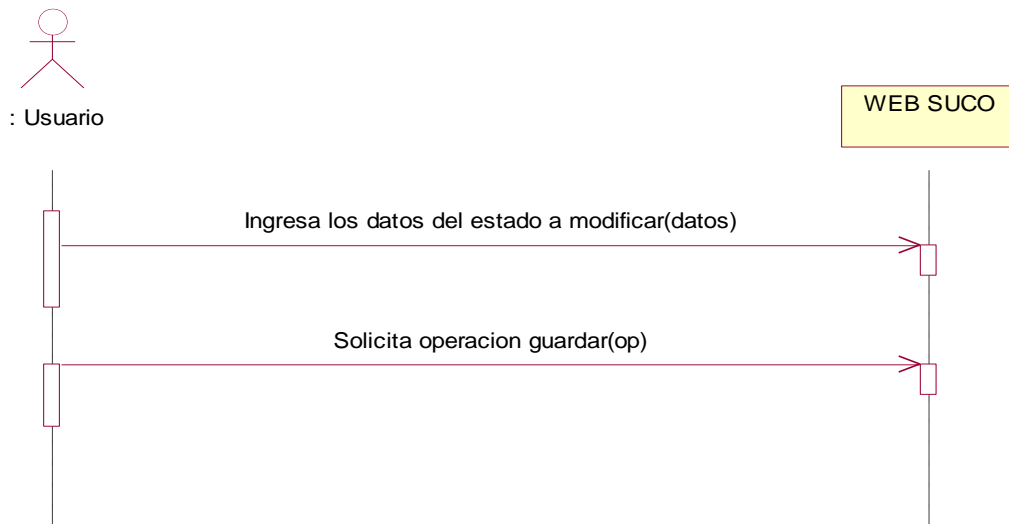 : Usuario
WEB SUCO
Ingresa los datos del estado a modificar(datos)
Solicita operacion guardar(op)